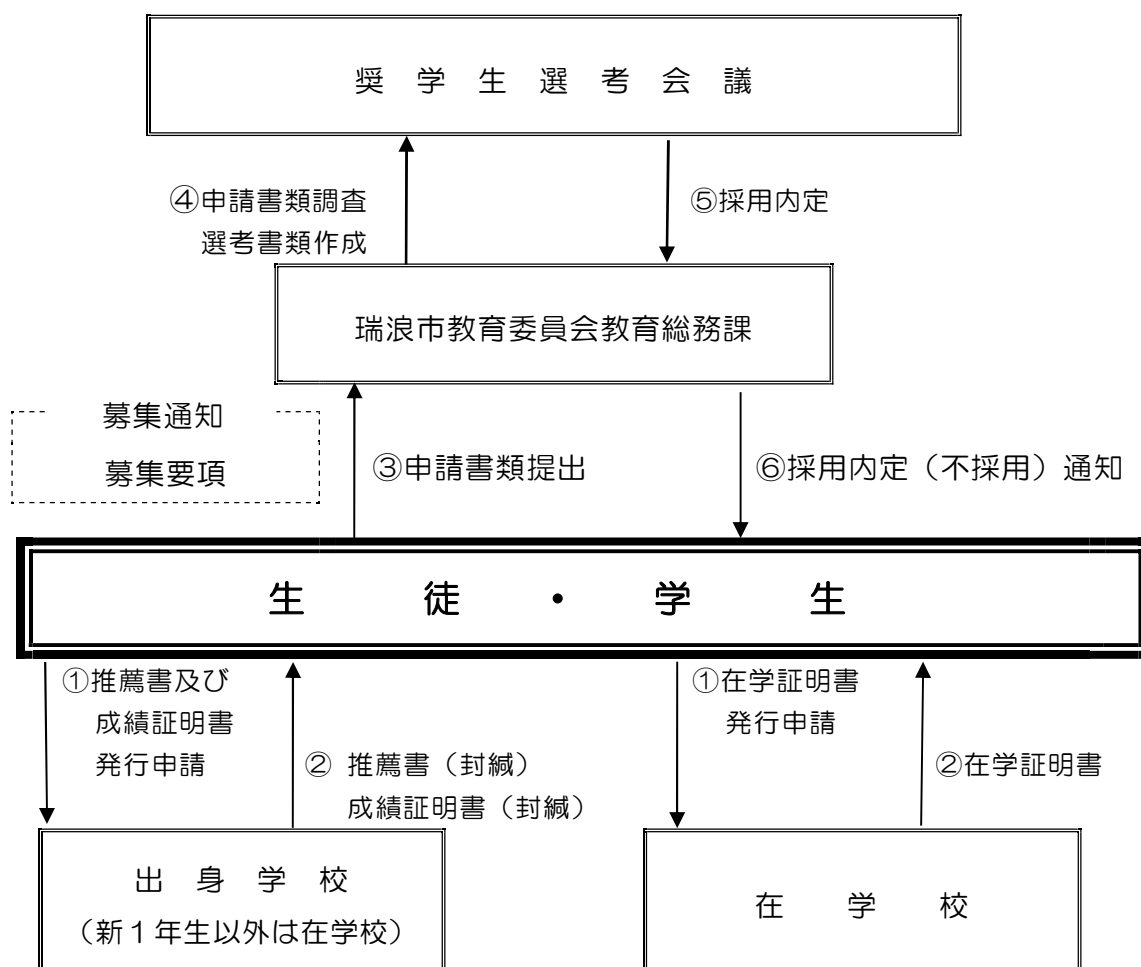 奨学生選考会議
④申請書類調査
選考書類作成
⑤採用内定
瑞浪市教育委員会教育総務課
募集通知
募集要項
③申請書類提出
⑥採用内定（不採用）通知
生徒・学生
①推薦書及び
成績証明書
発行申請
② 推薦書（封緘）
成績証明書（封緘）
①在学証明書
発行申請
②在学証明書
出身学校
（新１年生以外は在学校）
在学校